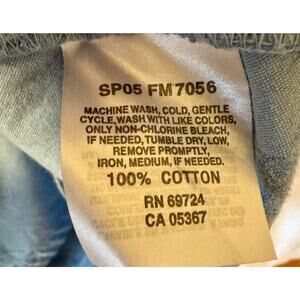 SP05 FM7056
MACHINE WASH, COLD, GENTLE
CYCLE, WASH WITH LIKE COLORS,
ONLY NON-CHLORINE BLEACH,
IF NEEDED, TUMBLE DRY, LOW,
REMOVE PROMPTLY,
IRON, MEDIUM, IF NEEDED.
100% COTTON
RN 69724
CA 05367